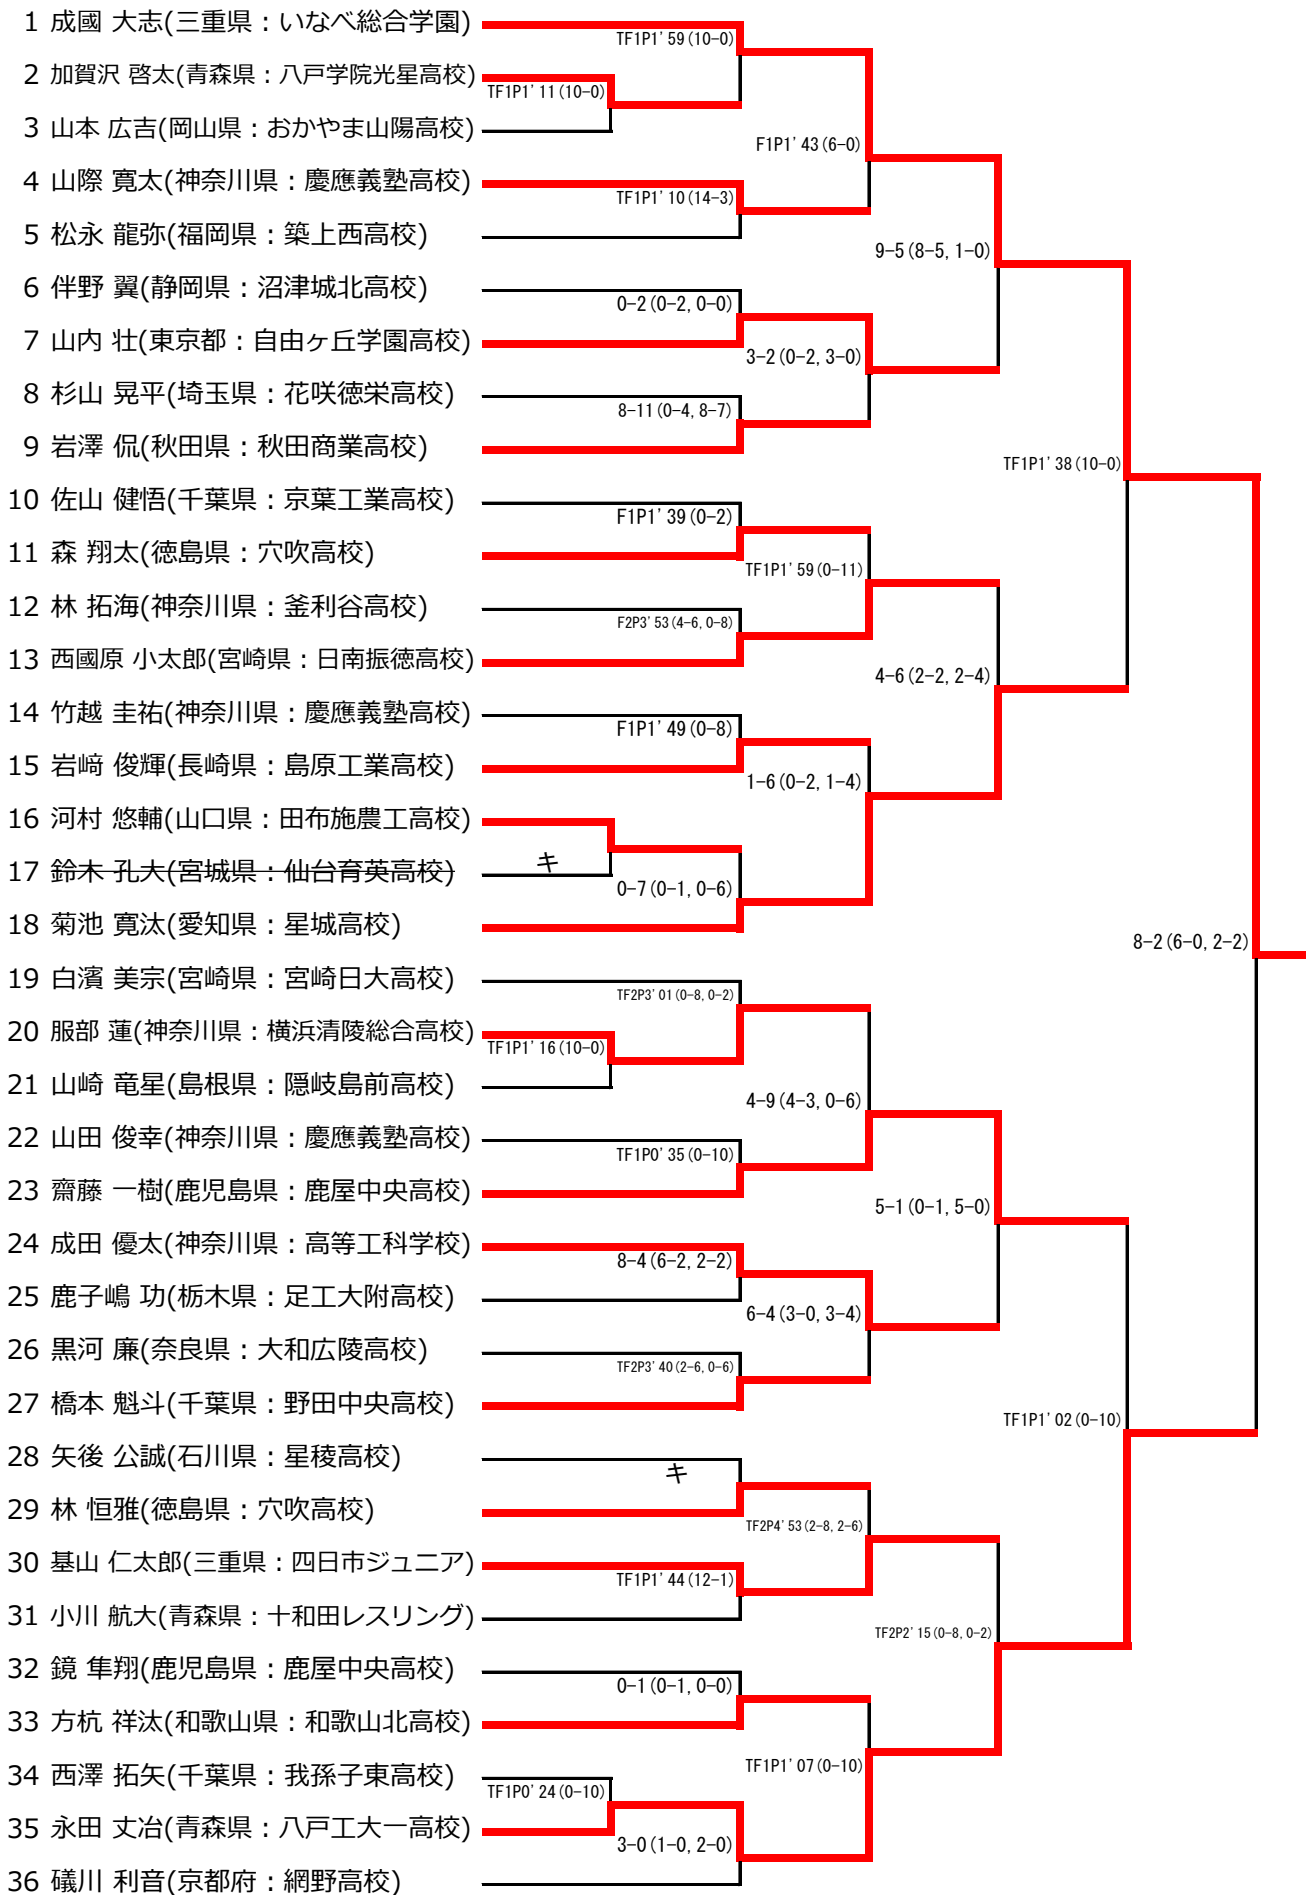 1 成國 大志(三重県：いなべ総合学園)
TF1P1'59(10-0)
2 加賀沢 啓太(青森県：八戸学院光星高校)
TF1P1'11(10-0)
3 山本 広吉(岡山県：おかやま山陽高校)
F1P1'43(6-0)
4 山際 寛太(神奈川県：慶應義塾高校)
TF1P1'10(14-3)
5 松永 龍弥(福岡県：築上西高校)
9-5(8-5, 1-0)
6 伴野 翼(静岡県：沼津城北高校)
0-2(0-2, 0-0)
7 山内 壮(東京都：自由ヶ丘学園高校)
3-2(0-2, 3-0)
8 杉山 晃平(埼玉県：花咲徳栄高校)
8-11(0-4, 8-7)
9 岩澤 侃(秋田県：秋田商業高校)
TF1P1'38(10-0)
10 佐山 健悟(千葉県：京葉工業高校)
F1P1'39(0-2)
11 森 翔太(徳島県：穴吹高校)
TF1P1'59(0-11)
12 林 拓海(神奈川県：釜利谷高校)
F2P3'53(4-6, 0-8)
13 西國原 小太郎(宮崎県：日南振徳高校)
4-6(2-2, 2-4)
14 竹越 圭祐(神奈川県：慶應義塾高校)
F1P1'49(0-8)
15 岩﨑 俊輝(長崎県：島原工業高校)
1-6(0-2, 1-4)
16 河村 悠輔(山口県：田布施農工高校)
17 鈴木 孔大(宮城県：仙台育英高校)
キ
0-7(0-1, 0-6)
18 菊池 寛汰(愛知県：星城高校)
8-2(6-0, 2-2)
19 白濱 美宗(宮崎県：宮崎日大高校)
TF2P3'01(0-8, 0-2)
20 服部 蓮(神奈川県：横浜清陵総合高校)
TF1P1'16(10-0)
21 山崎 竜星(島根県：隠岐島前高校)
4-9(4-3, 0-6)
22 山田 俊幸(神奈川県：慶應義塾高校)
TF1P0'35(0-10)
23 齋藤 一樹(鹿児島県：鹿屋中央高校)
5-1(0-1, 5-0)
24 成田 優太(神奈川県：高等工科学校)
8-4(6-2, 2-2)
25 鹿子嶋 功(栃木県：足工大附高校)
6-4(3-0, 3-4)
26 黒河 廉(奈良県：大和広陵高校)
TF2P3'40(2-6, 0-6)
27 橋本 魁斗(千葉県：野田中央高校)
TF1P1'02(0-10)
28 矢後 公誠(石川県：星稜高校)
キ
29 林 恒雅(徳島県：穴吹高校)
TF2P4'53(2-8, 2-6)
30 基山 仁太郎(三重県：四日市ジュニア)
TF1P1'44(12-1)
31 小川 航大(青森県：十和田レスリング)
TF2P2'15(0-8, 0-2)
32 鏡 隼翔(鹿児島県：鹿屋中央高校)
0-1(0-1, 0-0)
33 方杭 祥汰(和歌山県：和歌山北高校)
TF1P1'07(0-10)
34 西澤 拓矢(千葉県：我孫子東高校)
TF1P0'24(0-10)
35 永田 丈治(青森県：八戸工大一高校)
3-0(1-0, 2-0)
36 礒川 利音(京都府：網野高校)